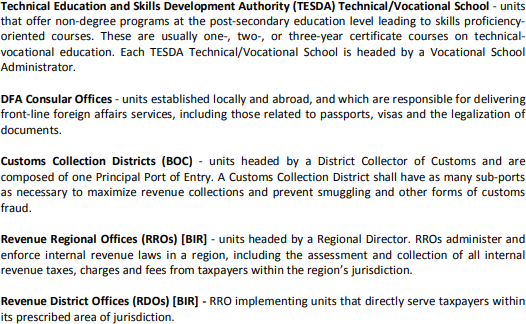 Technical Education and Skills Development Authority (TESDA) Technical/Vocational School - units
that offer non-degree programs at the post-secondary education level leading to skills proficiency-
oriented courses. These are usually one-, two-, or three-year certificate courses on technical-
vocational education. Each TESDA Technical/Vocational School is headed by a Vocational School
Administrator.
DFA Consular Offices - units established locally and abroad, and which are responsible for delivering
front-line foreign affairs services, including those related to passports, visas and the legalization of
documents.
Customs Collection Districts (BOC) - units headed by a District Collector of Customs and are
composed of one Principal Port of Entry. A Customs Collection District shall have as many sub-ports
as necessary to maximize revenue collections and prevent smuggling and other forms of customs
fraud.
Revenue Regional Offices (RROs) [BIR] - units headed by a Regional Director. RROs administer and
enforce internal revenue laws in a region, including the assessment and collection of all internal
revenue taxes, charges and fees from taxpayers within the region's jurisdiction.
Revenue District Offices (RDOs) [BIR] - RRO implementing units that directly serve taxpayers within
its prescribed area of jurisdiction.